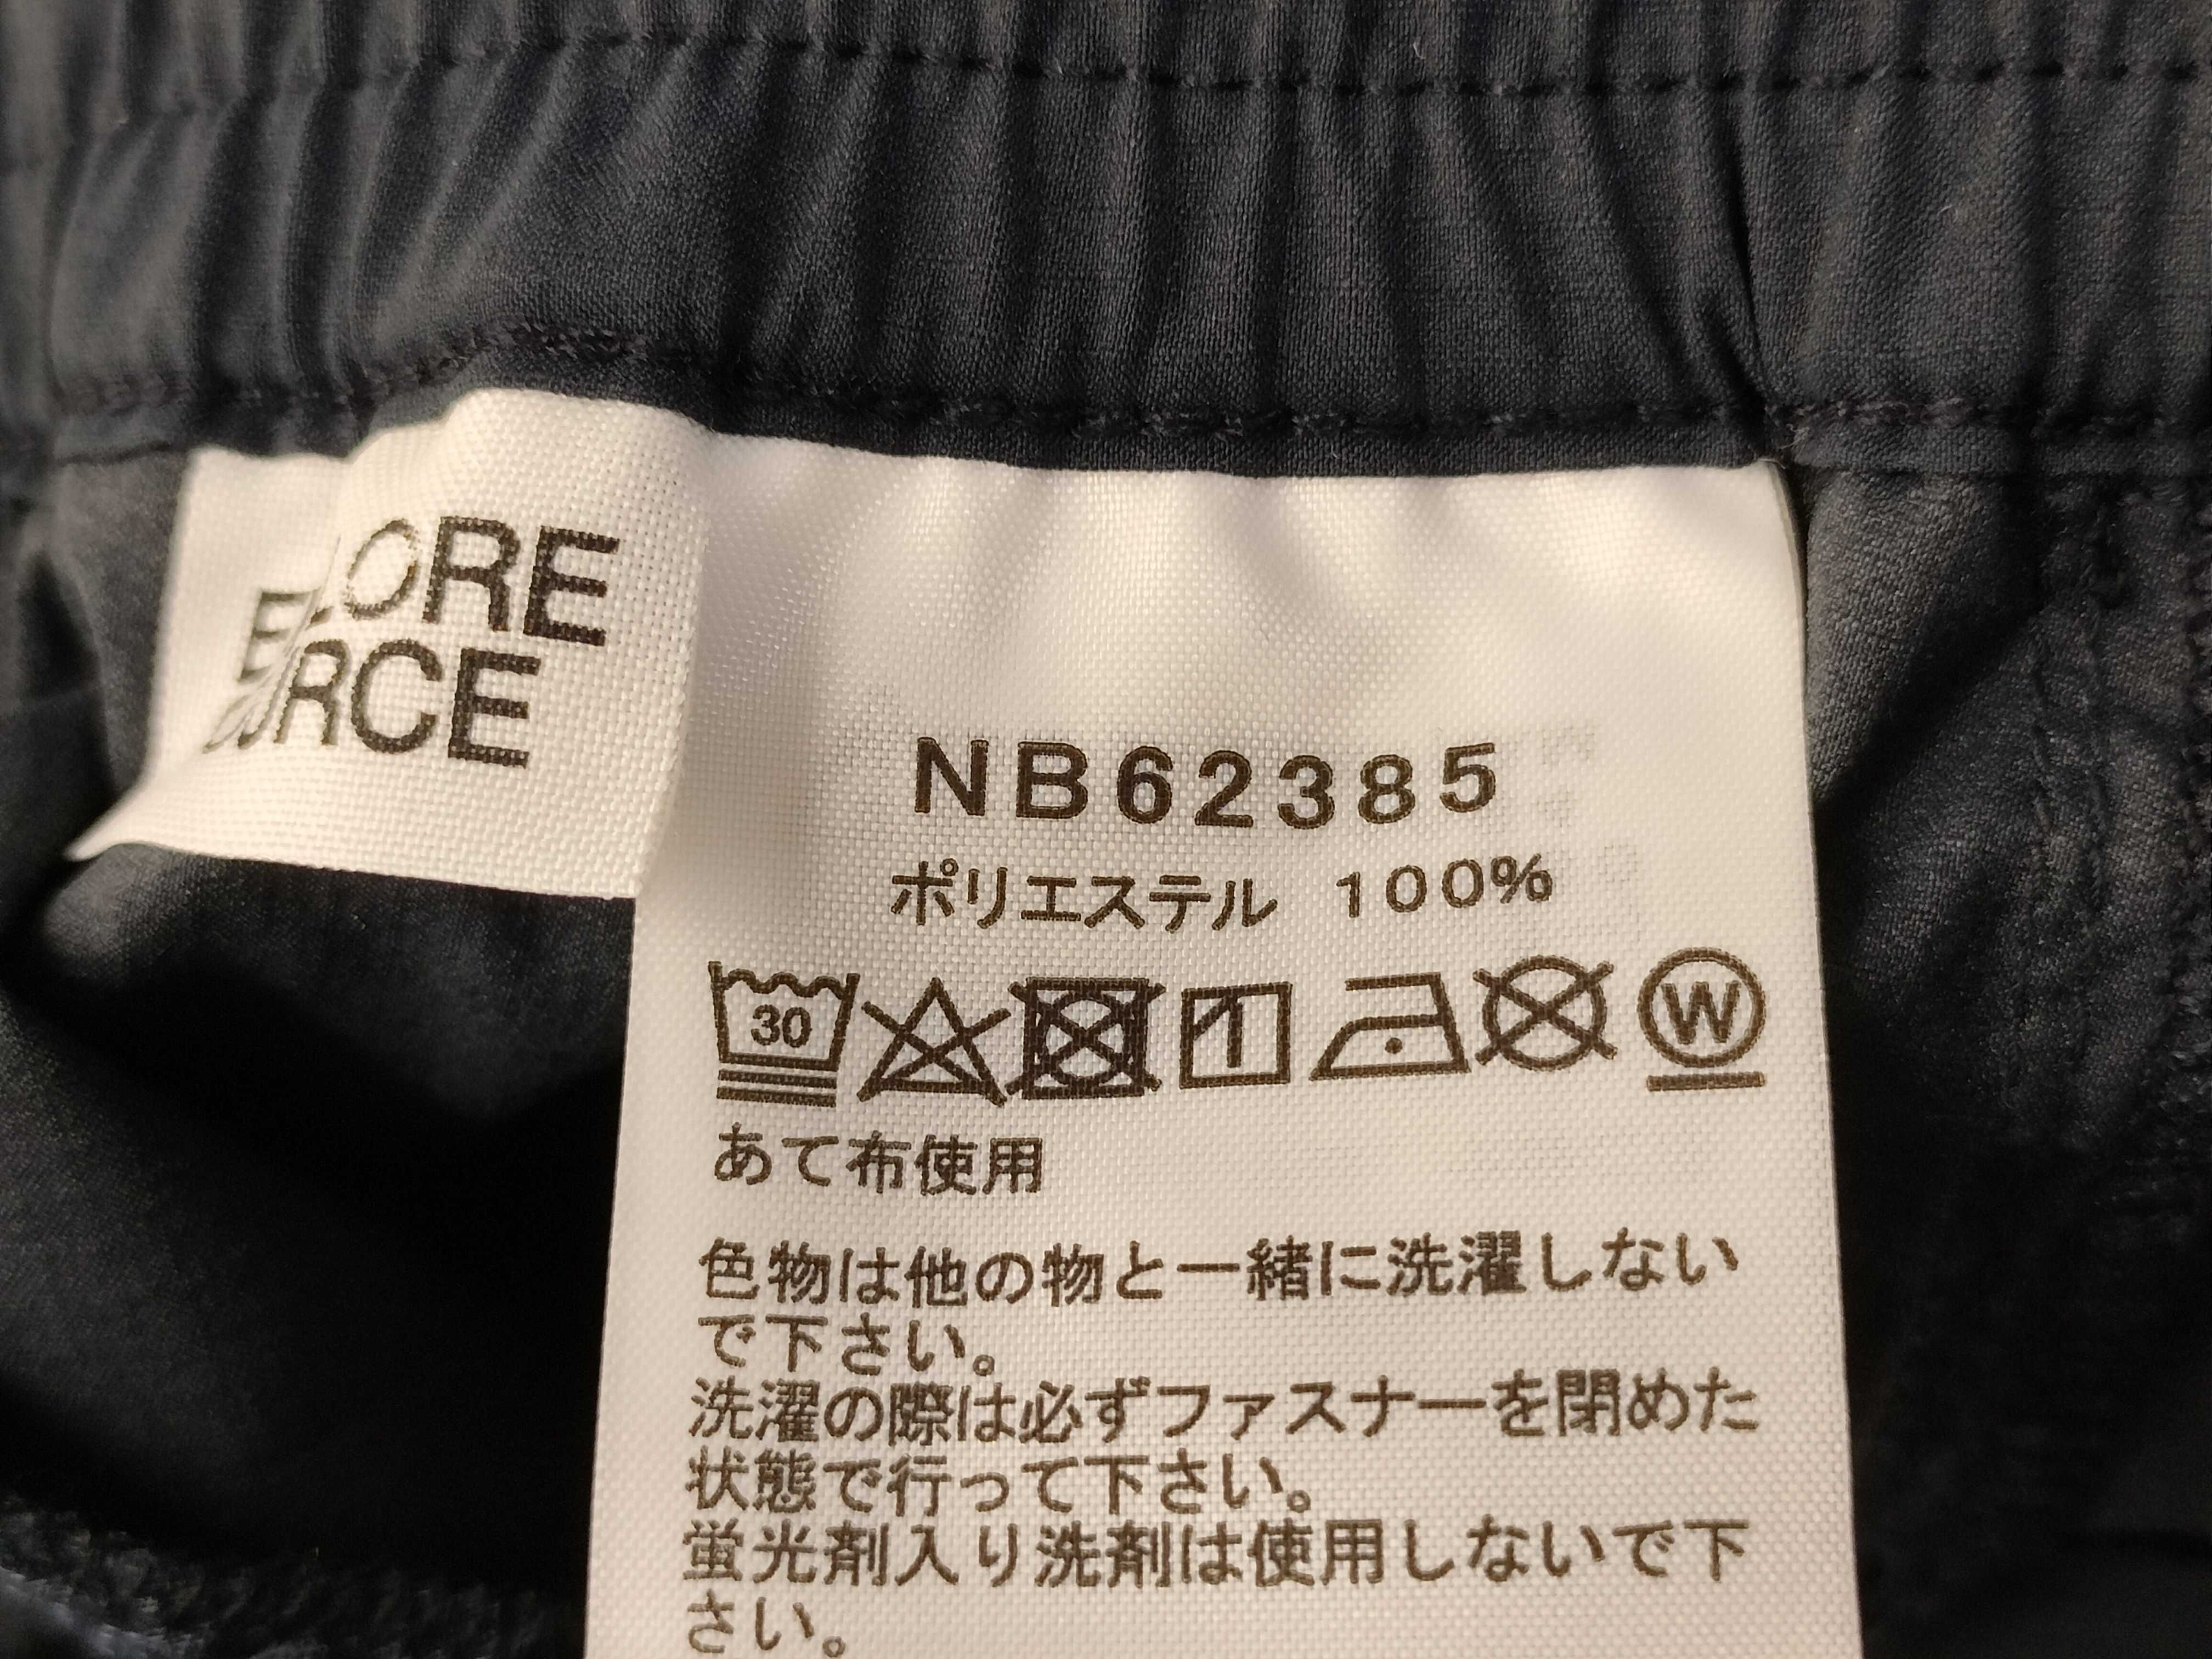 NB62385
ポリエステル 100%
30
W
あて布使用
色物は他の物と一緒に洗濯しない
で下さい。
洗濯の際は必ずファスナーを閉めた
状態で行って下さい。
蛍光剤入り洗剤は使用しないで下
さい。